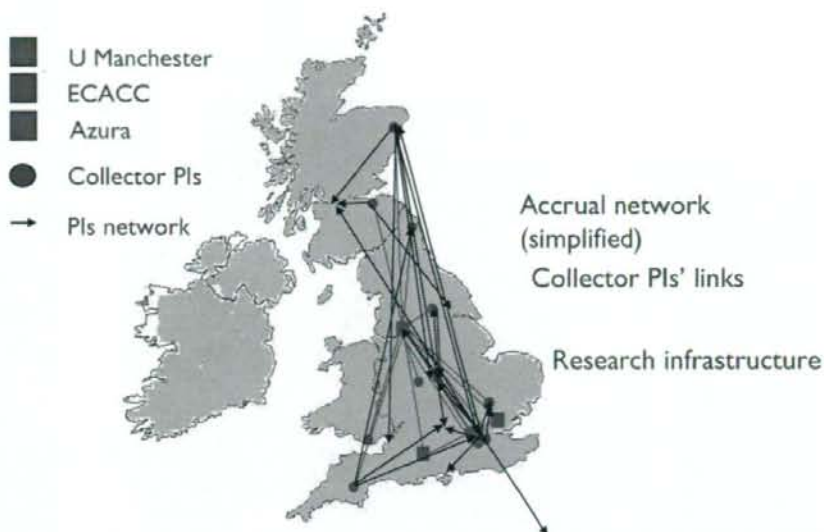 U Manchester
ECACC
Azura
Collector PIs
PIs network
Accrual network
(simplified)
Collector PIs' links
Research infrastructure